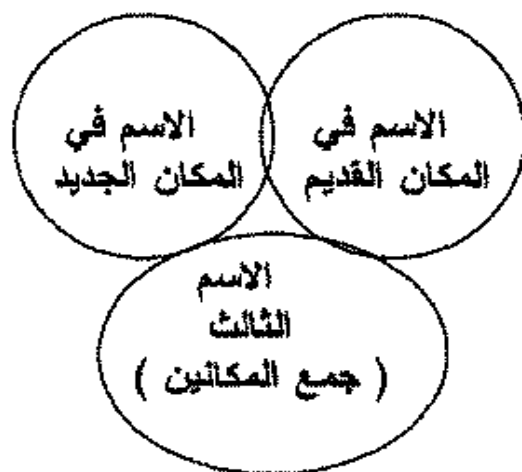 الاسم في
المكان القديم
الاسم في
المكان الجديد
الاسم
الثالث
( جمع المكانين )